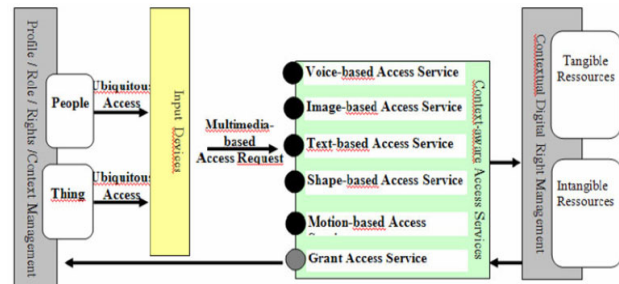 Profile / Role / Rights /Context Management
People
Thing
Ubiquitous
Access
Ubiquitous
Access
Input Devices
Multimedia-
based
Access Request
Voice-based Access Service
Image-based Access Service
Text-based Access Service
Shape-based Access Service
Motion-based Access
Grant Access Service
Context-aware Access Services
Contextual Digital Right Management
Tangible
Ressources
Intangible
Ressources